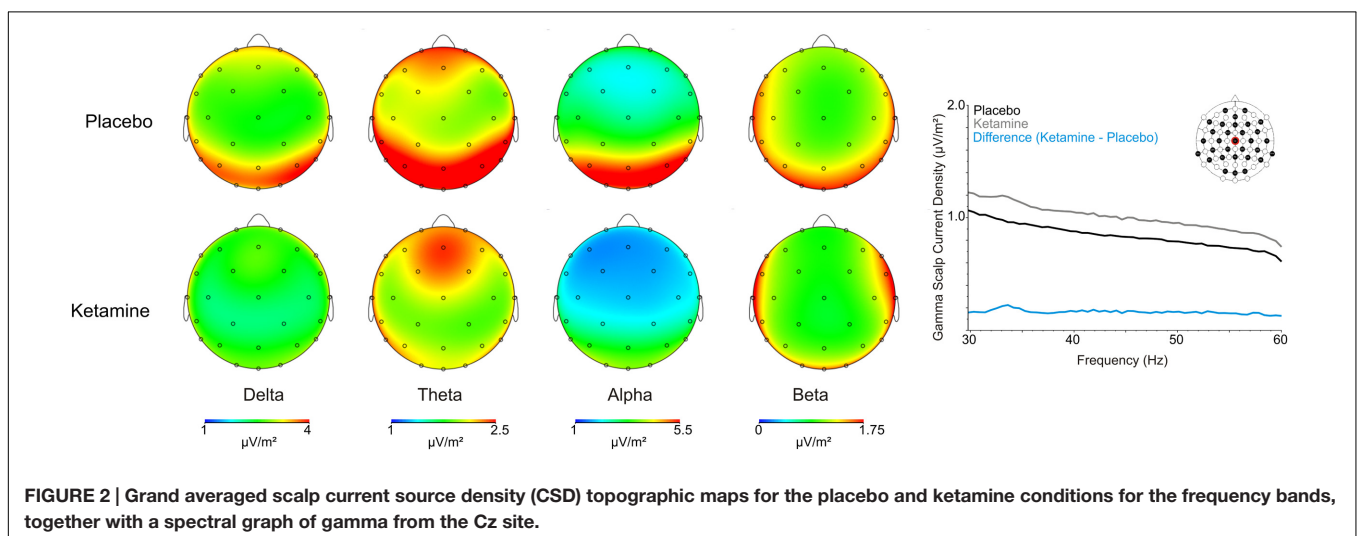 Placebo
Ketamine
Delta
Theta
Alpha
Beta
1
4
µV/m²
1
2.5
µV/m²
1
5.5
µV/m²
0
1.75
µV/m²
Placebo
Ketamine
Difference (Ketamine - Placebo)
Gamma Scalp Current Density (µV/m²)
2.0
1.0
30
40
50
60
Frequency (Hz)
FIGURE 2 | Grand averaged scalp current source density (CSD) topographic maps for the placebo and ketamine conditions for the frequency bands,
together with a spectral graph of gamma from the Cz site.